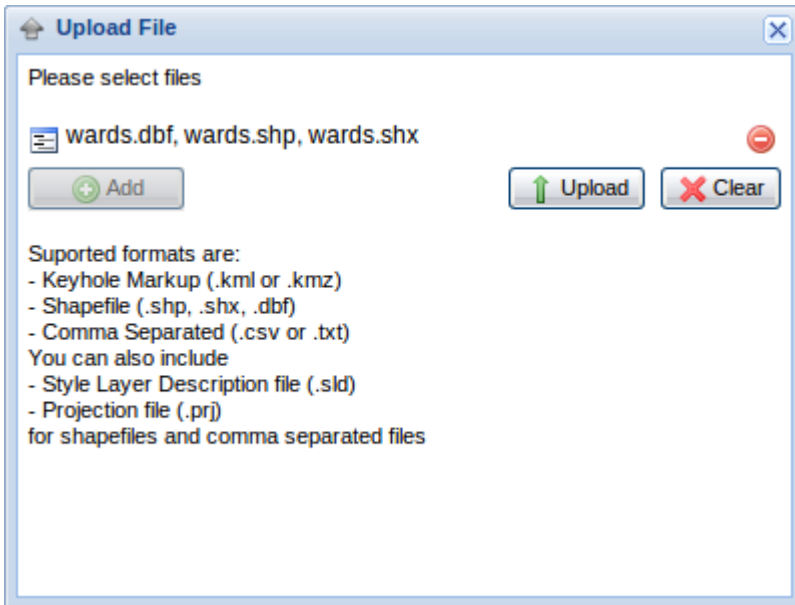 Upload File
Please select files
wards.dbf, wards.shp, wards.shx
Add Upload Clear
Suported formats are:
- Keyhole Markup (.kml or .kmz)
- Shapefile (.shp, .shx, .dbf)
- Comma Separated (.csv or .txt)
You can also include
- Style Layer Description file (.sld)
- Projection file (.prj)
for shapefiles and comma separated files